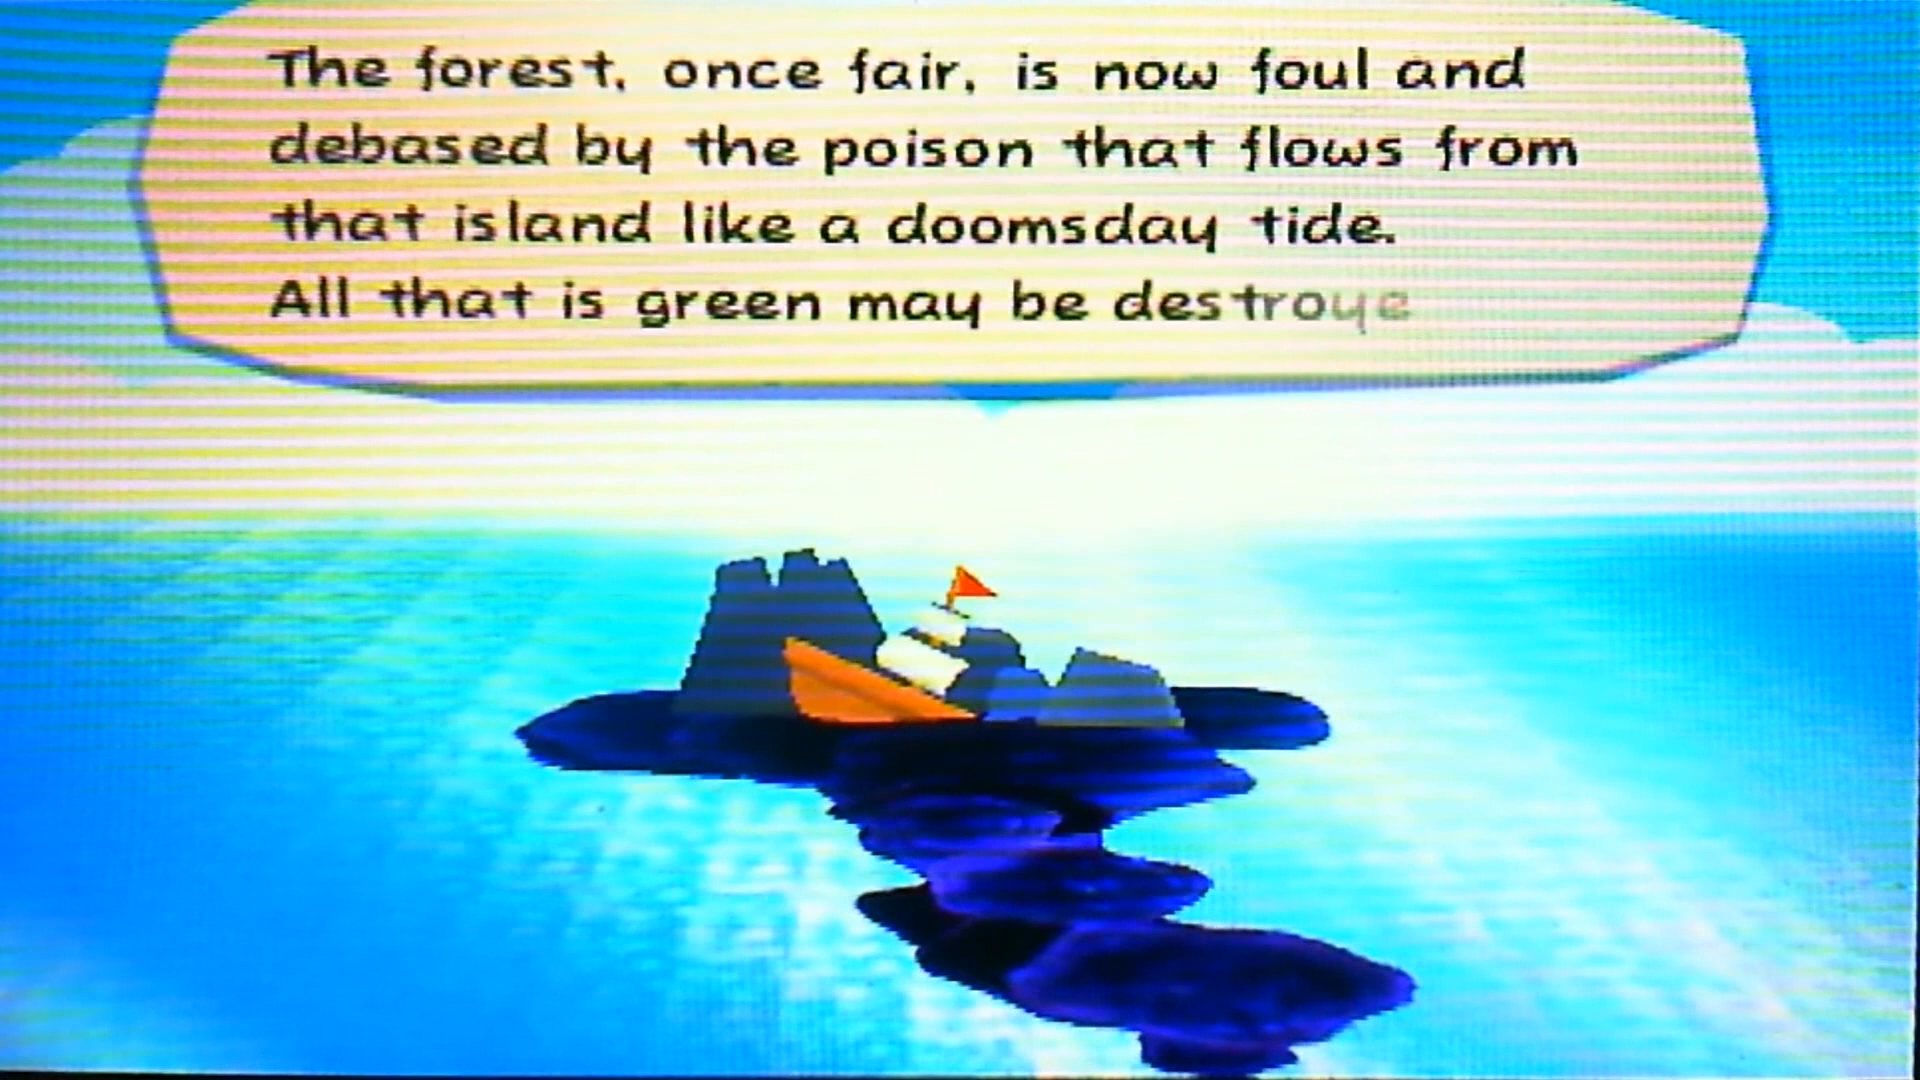 The forest, once fair, is now foul and
debased by the poison that flows from
that island like a doomsday tide.
All that is green may be destroye